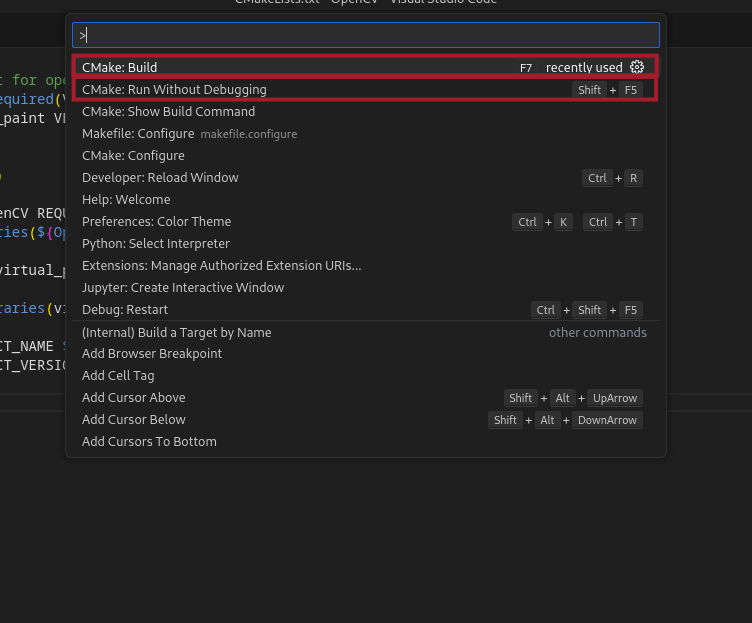 CMakeLists.txt - OpenCV - Visual Studio Code
>
CMake: Build F7 recently used
t for ope
CMake: Run Without Debugging Shift + F5
equired(
CMake: Show Build Command
_paint VE
Makefile: Configure makefile.configure
CMake: Configure
Developer: Reload Window Ctrl + R
)
Help: Welcome
enCV REQU
Preferences: Color Theme Ctrl + K Ctrl + T
ries(${Op
Python: Select Interpreter
Extensions: Manage Authorized Extension URIs...
virtual_p
Jupyter: Create Interactive Window
raries(vi
Debug: Restart Ctrl + Shift + F5
(Internal) Build a Target by Name other commands
CT_NAME $
Add Browser Breakpoint
CT_VERSIO
Add Cell Tag
Add Cursor Above Shift + Alt + UpArrow
Add Cursor Below Shift + Alt + DownArrow
Add Cursors To Bottom